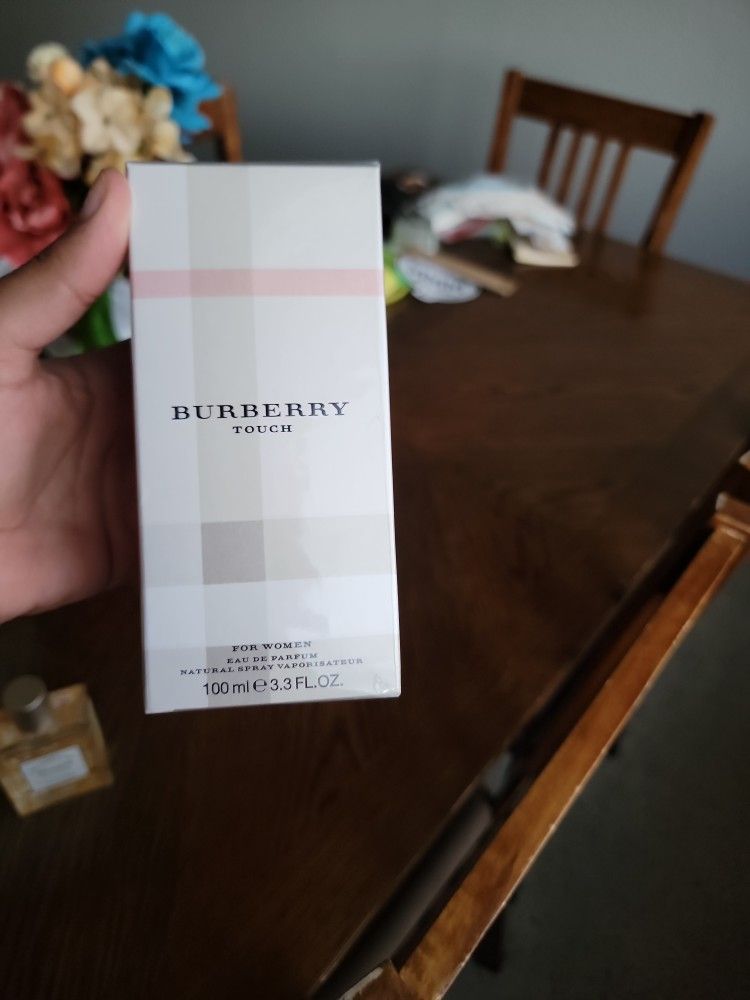 BURBERRY
TOUCH
FOR WOMEN
EAU DE PARFUM
NATURAL SPRAY VAPORISATEUR
100 ml ℮ 3.3 FL.OZ.